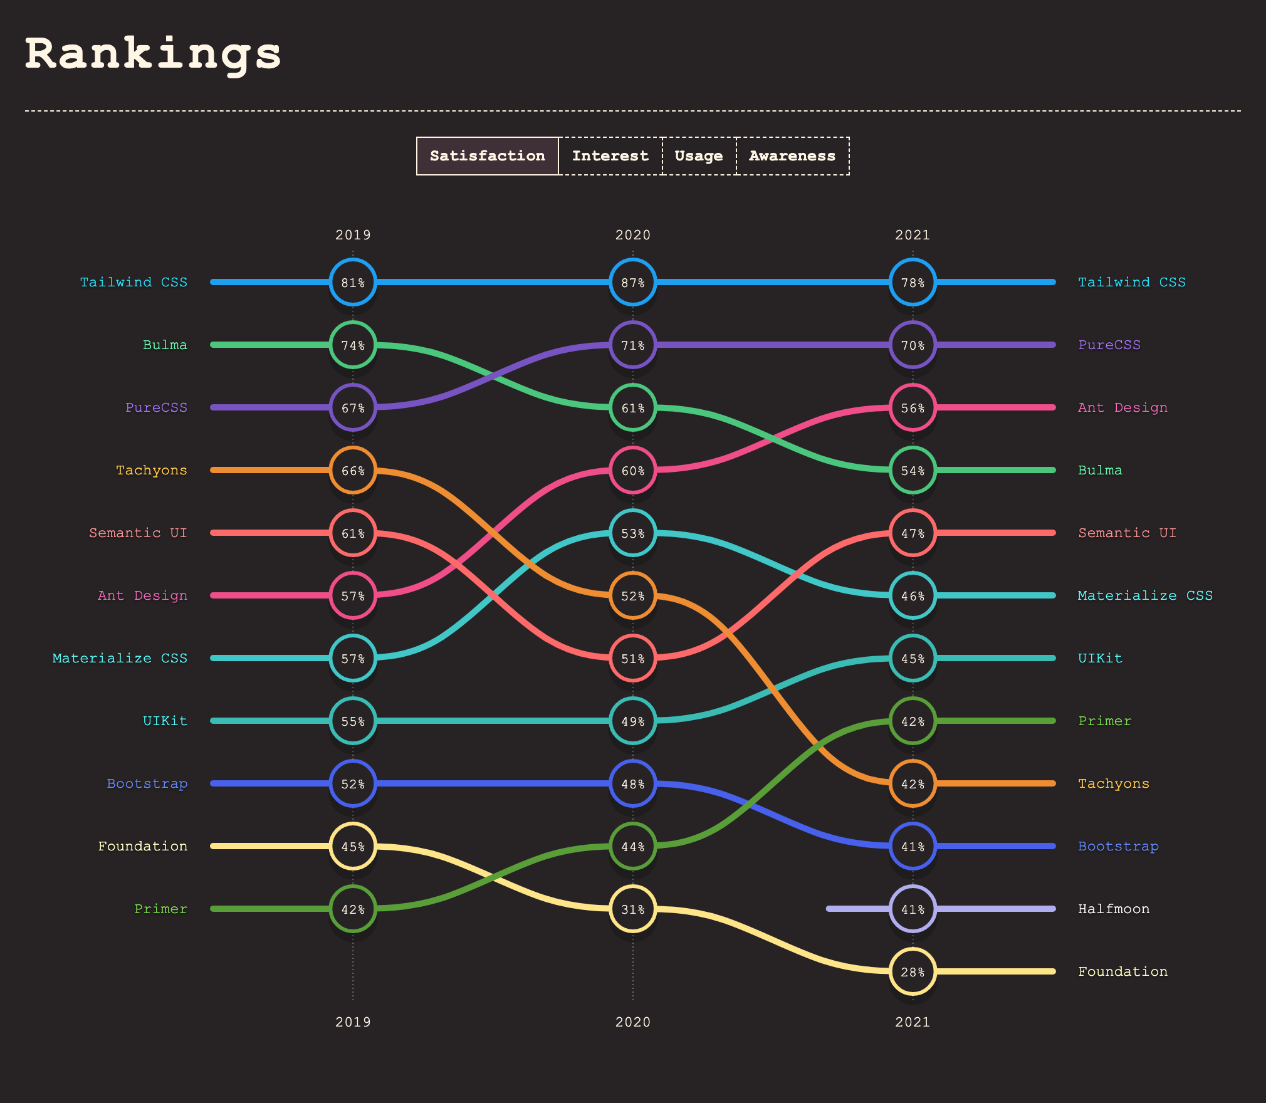 Rankings
Satisfaction Interest Usage Awareness
2019 2020 2021
Tailwind CSS 81% 87% 78% Tailwind CSS
Bulma 74% 71% 70% PureCSS
PureCSS 67% 61% 56% Ant Design
Tachyons 66% 60% 54% Bulma
Semantic UI 61% 53% 47% Semantic UI
Ant Design 57% 52% 46% Materialize CSS
Materialize CSS 57% 51% 45% UIKit
UIKit 55% 49% 42% Primer
Bootstrap 52% 48% 42% Tachyons
Foundation 45% 44% 41% Bootstrap
Primer 42% 31% 41% Halfmoon
28% Foundation
2019 2020 2021